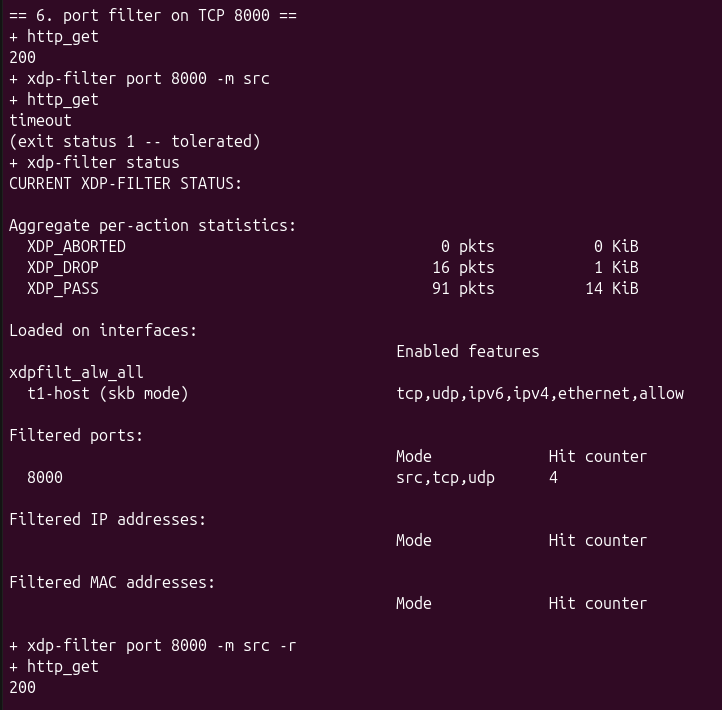 == 6. port filter on TCP 8000 ==
+ http_get
200
+ xdp-filter port 8000 -m src
+ http_get
timeout
(exit status 1 -- tolerated)
+ xdp-filter status
CURRENT XDP-FILTER STATUS:

Aggregate per-action statistics:
  XDP_ABORTED                                   0 pkts           0 KiB
  XDP_DROP                                     16 pkts           1 KiB
  XDP_PASS                                     91 pkts          14 KiB

Loaded on interfaces:
                                           Enabled features
xdpfilt_alw_all
  t1-host (skb mode)                       tcp,udp,ipv6,ipv4,ethernet,allow

Filtered ports:
                                           Mode             Hit counter
  8000                                     src,tcp,udp      4

Filtered IP addresses:
                                           Mode             Hit counter

Filtered MAC addresses:
                                           Mode             Hit counter

+ xdp-filter port 8000 -m src -r
+ http_get
200